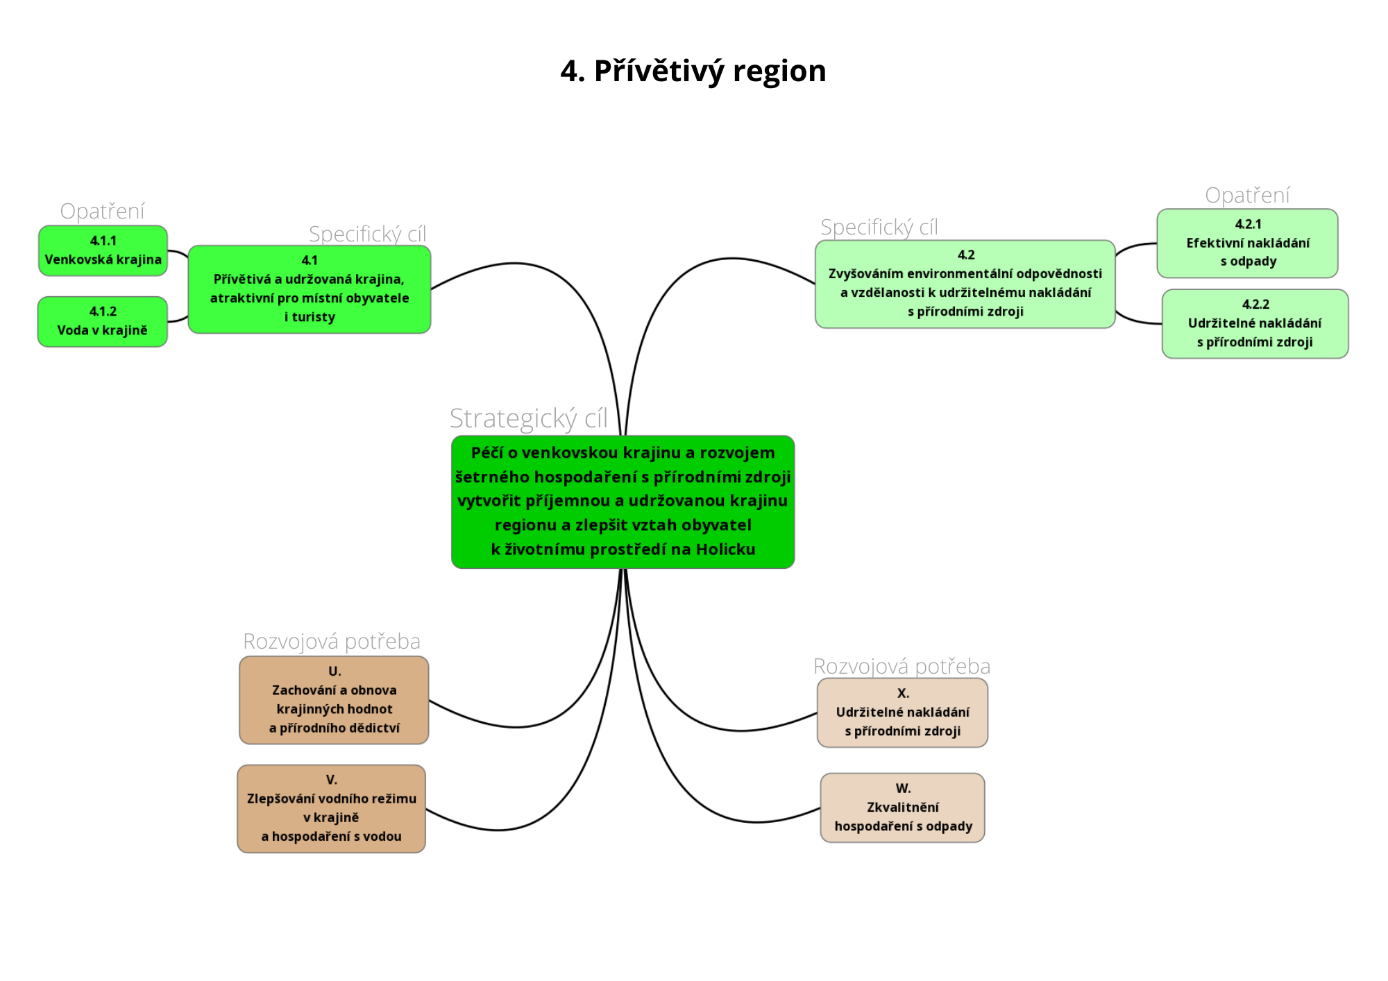 4. Přívětivý region
Opatření
4.1.1
Venkovská krajina
4.1.2
Voda v krajině
Specifický cíl
4.1
Přívětivá a udržovaná krajina,
atraktivní pro místní obyvatele
i turisty
Specifický cíl
4.2
Zvyšováním environmentální odpovědnosti
a vzdělanosti k udržitelnému nakládání
s přírodními zdroji
Opatření
4.2.1
Efektivní nakládání
s odpady
4.2.2
Udržitelné nakládání
s přírodními zdroji
Strategický cíl
Péčí o venkovskou krajinu a rozvojem
šetrného hospodaření s přírodními zdroji
vytvořit příjemnou a udržovanou krajinu
regionu a zlepšit vztah obyvatel
k životnímu prostředí na Holicku
Rozvojová potřeba
U.
Zachování a obnova
krajinných hodnot
a přírodního dědictví
V.
Zlepšování vodního režimu
v krajině
a hospodaření s vodou
Rozvojová potřeba
X.
Udržitelné nakládání
s přírodními zdroji
W.
Zkvalitnění
hospodaření s odpady